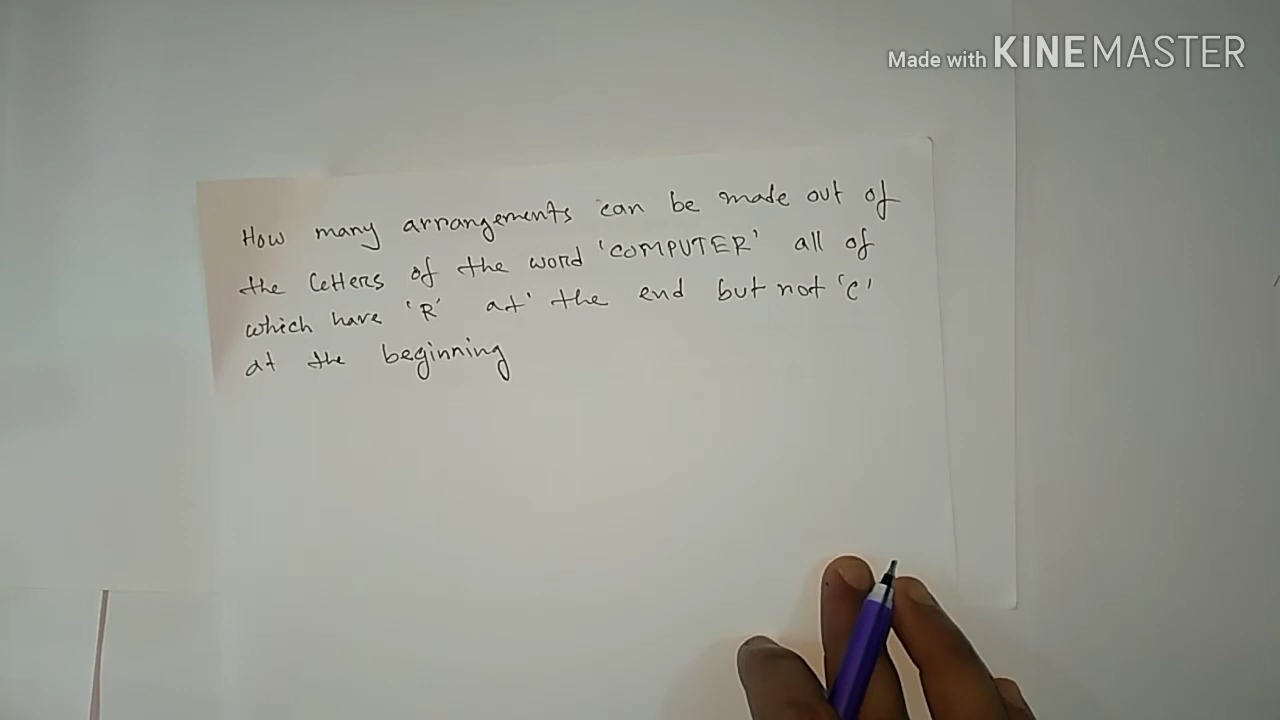 Made with KINEMASTER
How many arrangements can be made out of
the letters of the word 'COMPUTER' all of
which have 'R' at the end but not 'C'
at the beginning